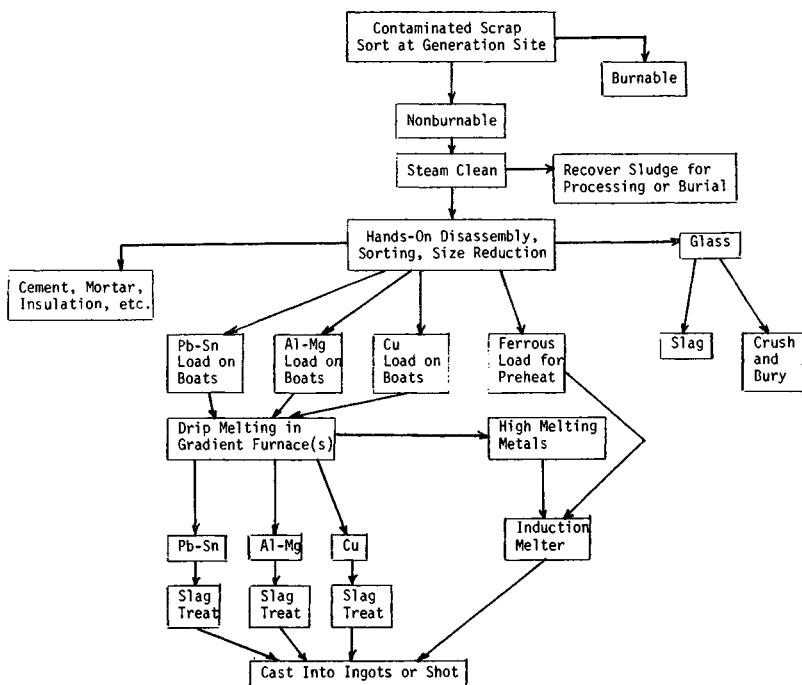 Contaminated Scrap
Sort at Generation Site
Burnable
Nonburnable
Steam Clean
Recover Sludge for
Processing or Burial
Hands-On Disassembly,
Sorting, Size Reduction
Glass
Cement, Mortar,
Insulation, etc.
Pb-Sn
Load on
Boats
Al-Mg
Load on
Boats
Cu
Load on
Boats
Ferrous
Load for
Preheat
Slag
Crush
and
Bury
Drip Melting in
Gradient Furnace(s)
High Melting
Metals
Pb-Sn
Al-Mg
Cu
Induction
Melter
Slag
Treat
Slag
Treat
Slag
Treat
Cast Into Ingots or Shot